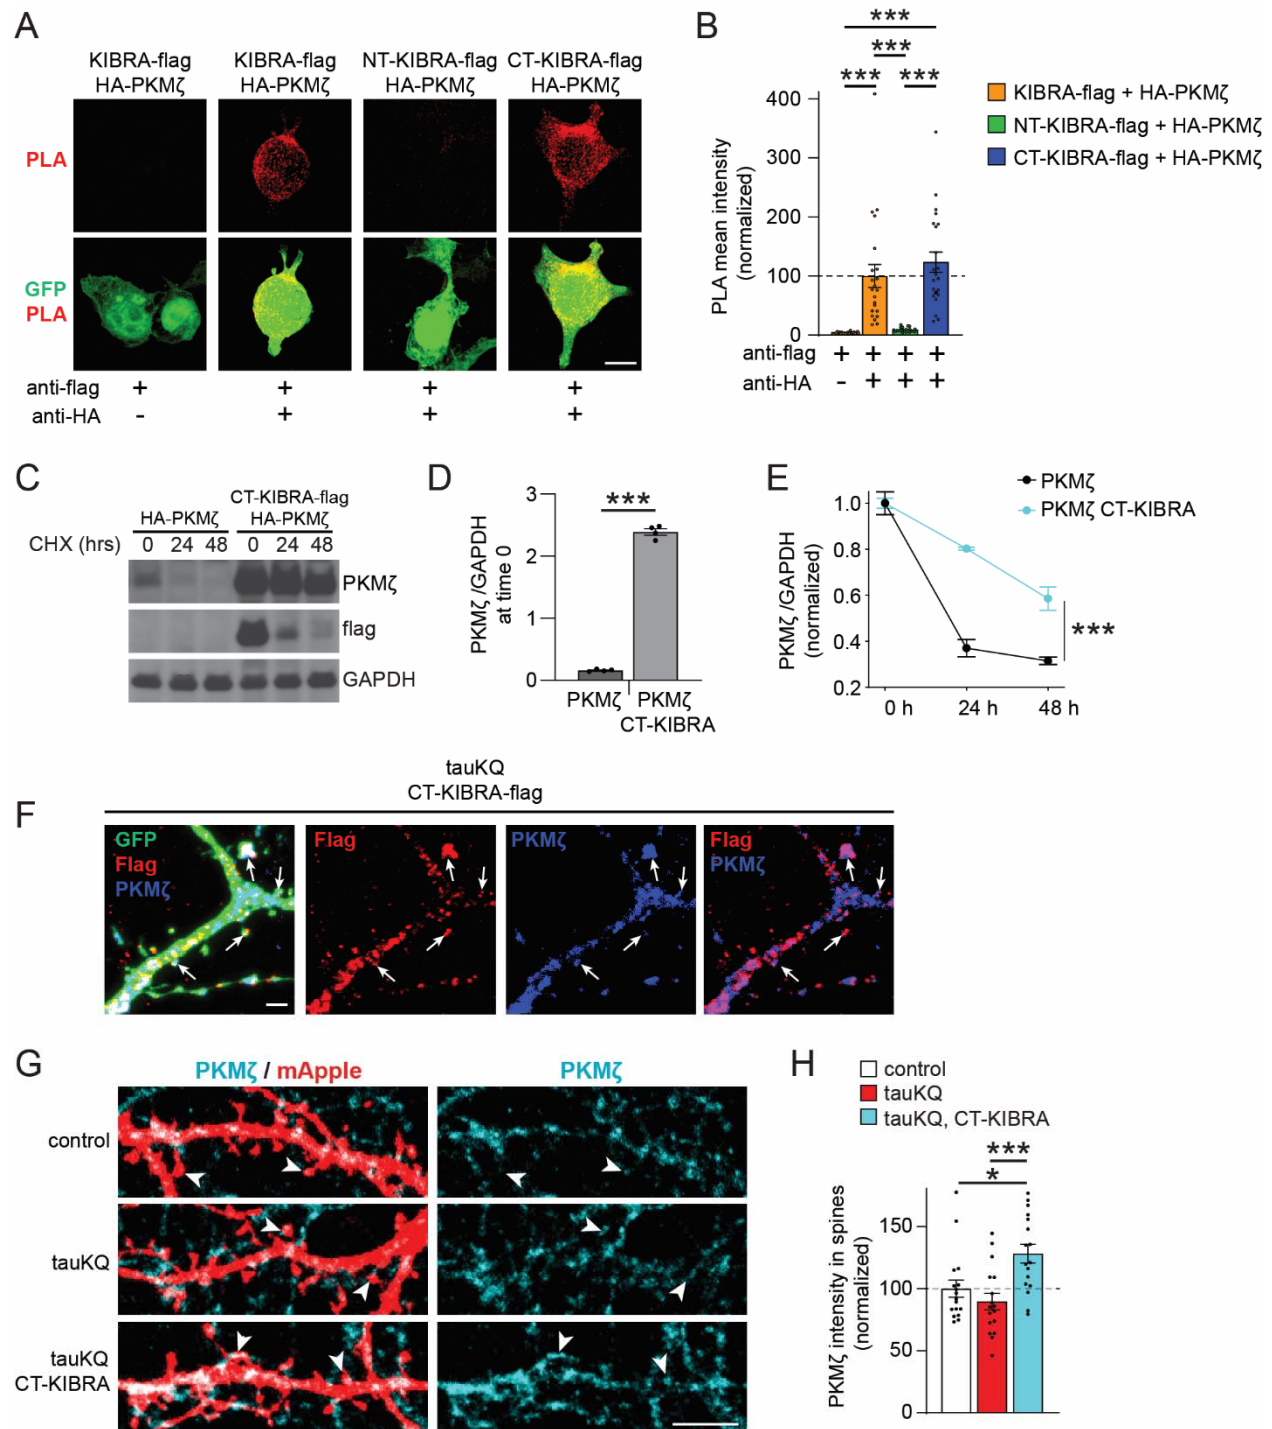 A
KIBRA-flag KIBRA-flag NT-KIBRA-flag CT-KIBRA-flag
HA-PKMζ HA-PKMζ HA-PKMζ HA-PKMζ
PLA
GFP
PLA
anti-flag + + + +
anti-HA - + + +
B
***
***
*** ***
PLA mean intensity
(normalized)
400
300
200
100
0
anti-flag + + + +
anti-HA - + + +
KIBRA-flag + HA-PKMζ
NT-KIBRA-flag + HA-PKMζ
CT-KIBRA-flag + HA-PKMζ
C
CT-KIBRA-flag
HA-PKMζ HA-PKMζ
CHX (hrs) 0 24 48 0 24 48
PKMζ
flag
GAPDH
D
***
PKMζ /GAPDH
at time 0
3
2
1
0
PKMζ PKMζ
CT-KIBRA
E
PKMζ
PKMζ CT-KIBRA
PKMζ /GAPDH
(normalized)
1.0
0.8
0.6
0.4
0.2
***
0 h 24 h 48 h
tauKQ
CT-KIBRA-flag
F
GFP
Flag
PKMζ
Flag
PKMζ
Flag
PKMζ
G
PKMζ / mApple PKMζ
control
tauKQ
tauKQ
CT-KIBRA
H
control
tauKQ
tauKQ, CT-KIBRA
***
*
PKMζ intensity in spines
(normalized)
150
100
50
0